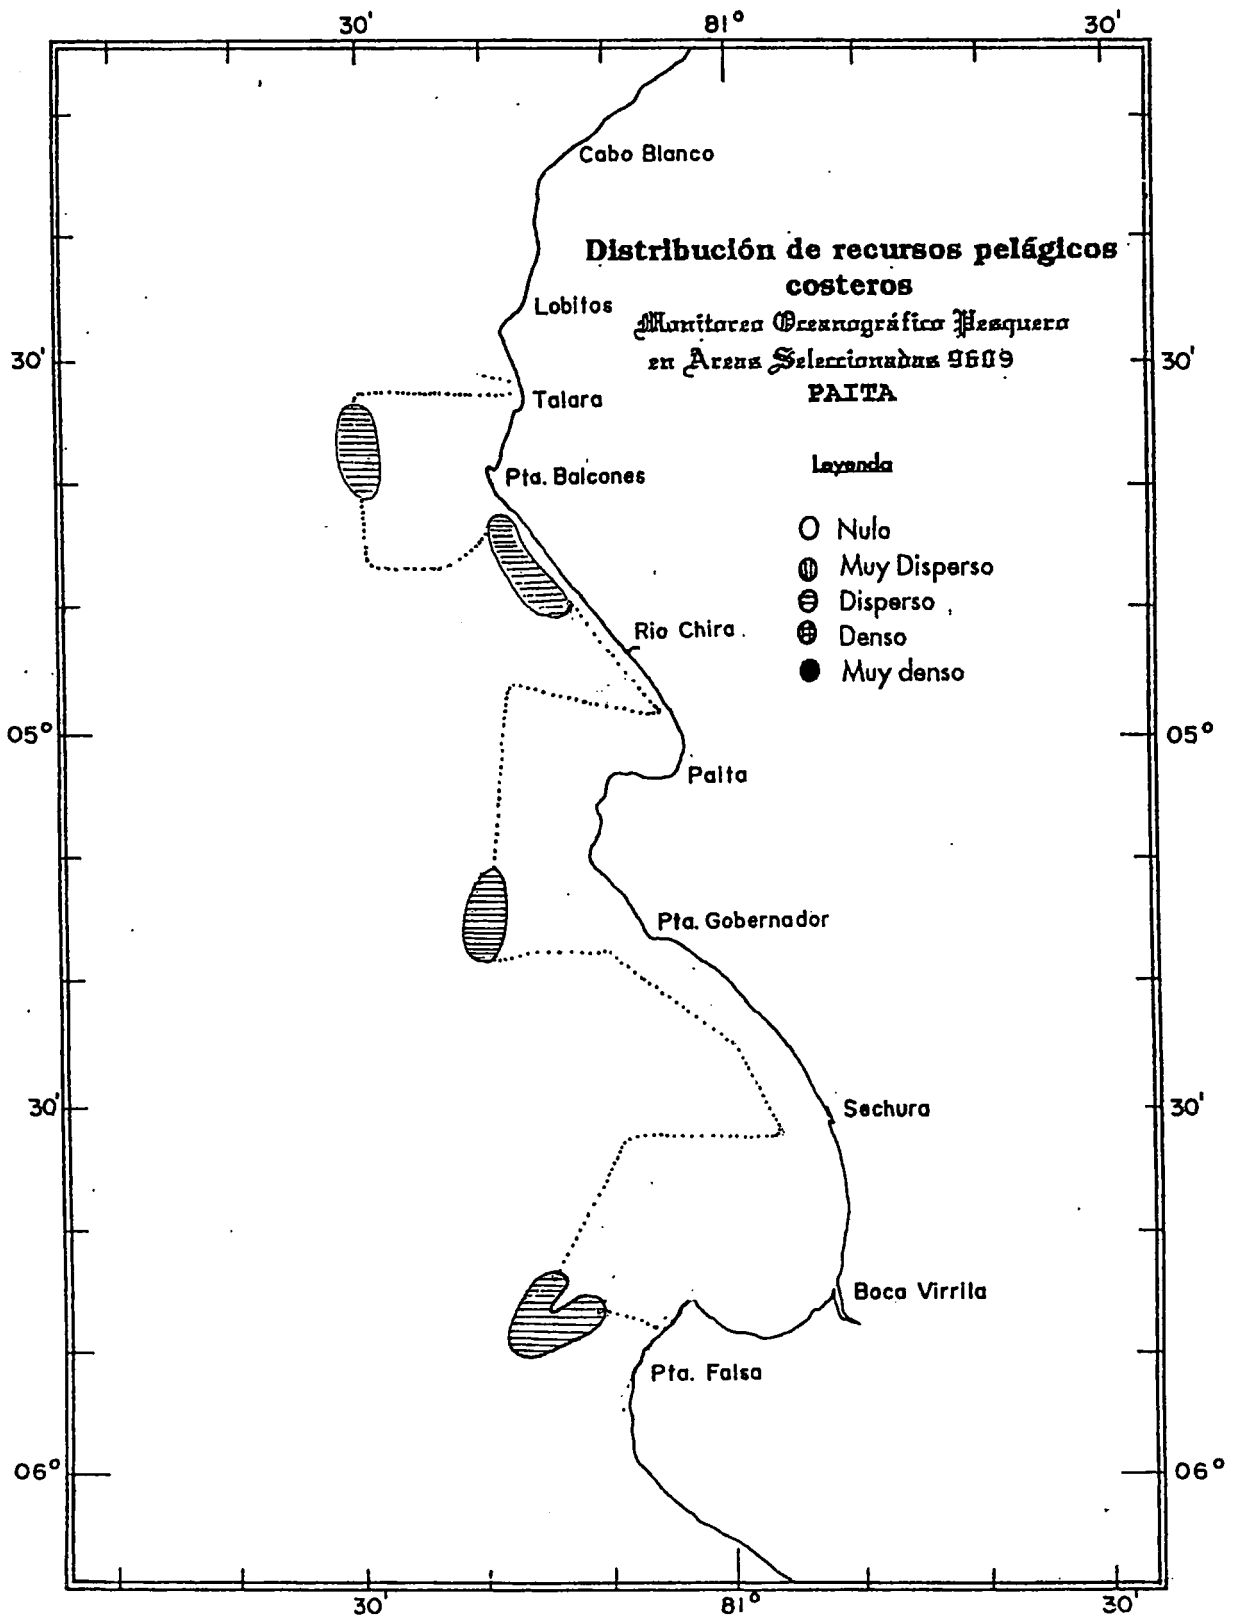 30' 81° 30'
Cabo Blanco
Distribución de recursos pelágicos
costeros
Lobitos
Monitoreo Oceanográfico Pesquero
30' 30'
en Areas Seleccionadas 9609
PAITA
Talara
Leyenda
Pta. Balcones
Nulo
Muy Disperso
Disperso
Rio Chira
Denso
Muy denso
05° 05°
Paita
Pta. Gobernador
30' 30'
Sechura
Boca Virrila
Pta. Falsa
06° 06°
30' 81° 30'